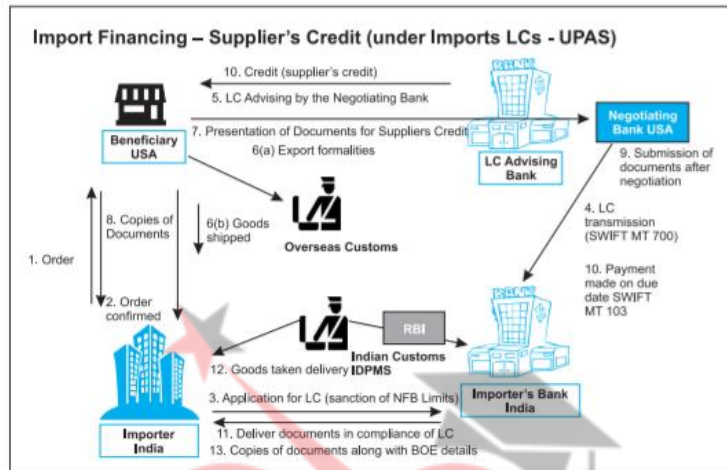 Import Financing – Supplier's Credit (under Imports LCs - UPAS)
10. Credit (supplier's credit)
BANK
5. LC Advising by the Negotiating Bank
Beneficiary
USA
7. Presentation of Documents for Suppliers Credit
6(a) Export formalities
LC Advising
Bank
Negotiating
Bank USA
9. Submission of
documents after
negotiation
8. Copies of
Documents
6(b) Goods
shipped
Overseas Customs
4. LC
transmission
(SWIFT MT 700)
1. Order
2. Order
confirmed
10. Payment
made on due
date SWIFT
MT 103
RBI
BANK
Indian Customs
IDPMS
12. Goods taken delivery
3. Application for LC (sanction of NFB Limits)
Importer's Bank
India
Importer
India
11. Deliver documents in compliance of LC
13. Copies of documents along with BOE details